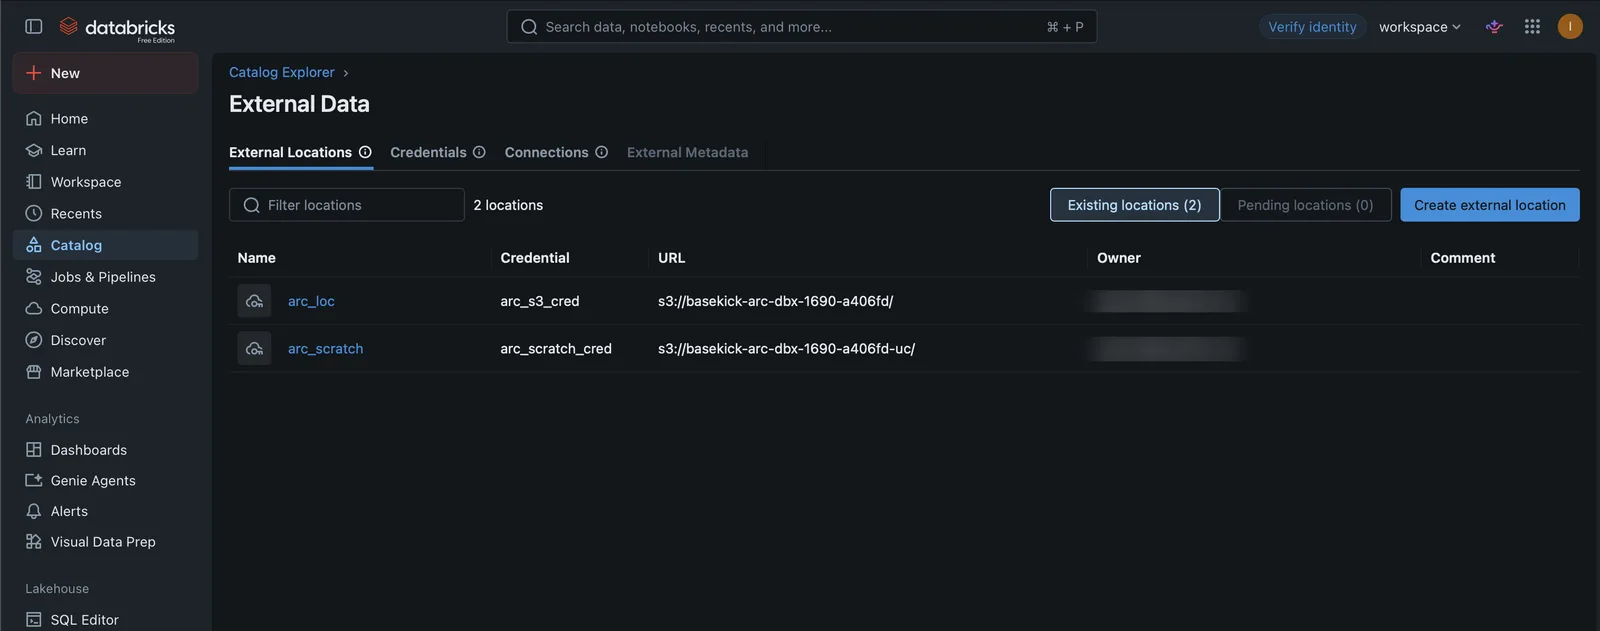 databricks
Free Edition
Search data, notebooks, recents, and more...
⌘ + P
Verify identity
workspace
I
New
Home
Learn
Workspace
Recents
Catalog
Jobs & Pipelines
Compute
Discover
Marketplace
Analytics
Dashboards
Genie Agents
Alerts
Visual Data Prep
Lakehouse
SQL Editor
Catalog Explorer ›
External Data
External Locations
Credentials
Connections
External Metadata
Filter locations
2 locations
Existing locations (2)
Pending locations (0)
Create external location
Name Credential URL Owner Comment
arc_loc arc_s3_cred s3://basekick-arc-dbx-1690-a406fd/
arc_scratch arc_scratch_cred s3://basekick-arc-dbx-1690-a406fd-uc/